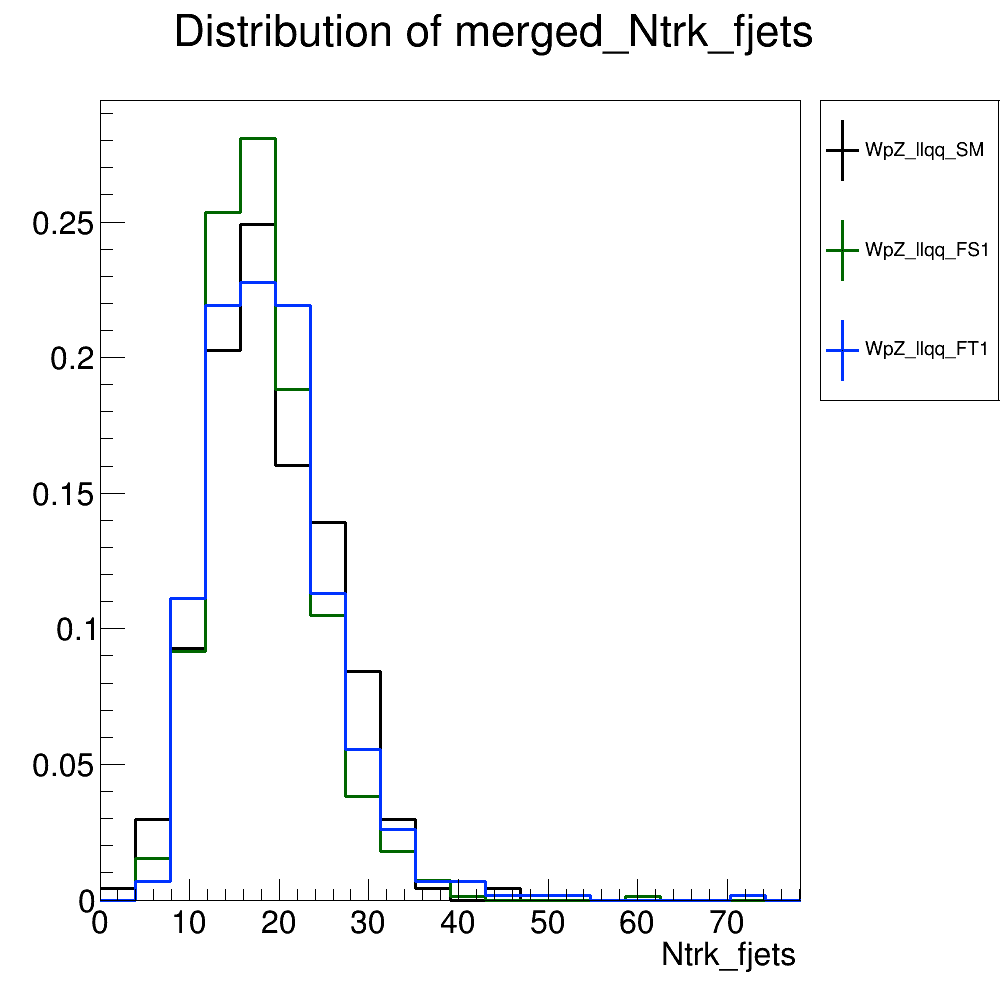 Distribution of merged_Ntrk_fjets
WpZ_llqq_SM
WpZ_llqq_FS1
WpZ_llqq_FT1
0.25
0.2
0.15
0.1
0.05
0
0 10 20 30 40 50 60 70
Ntrk_fjets